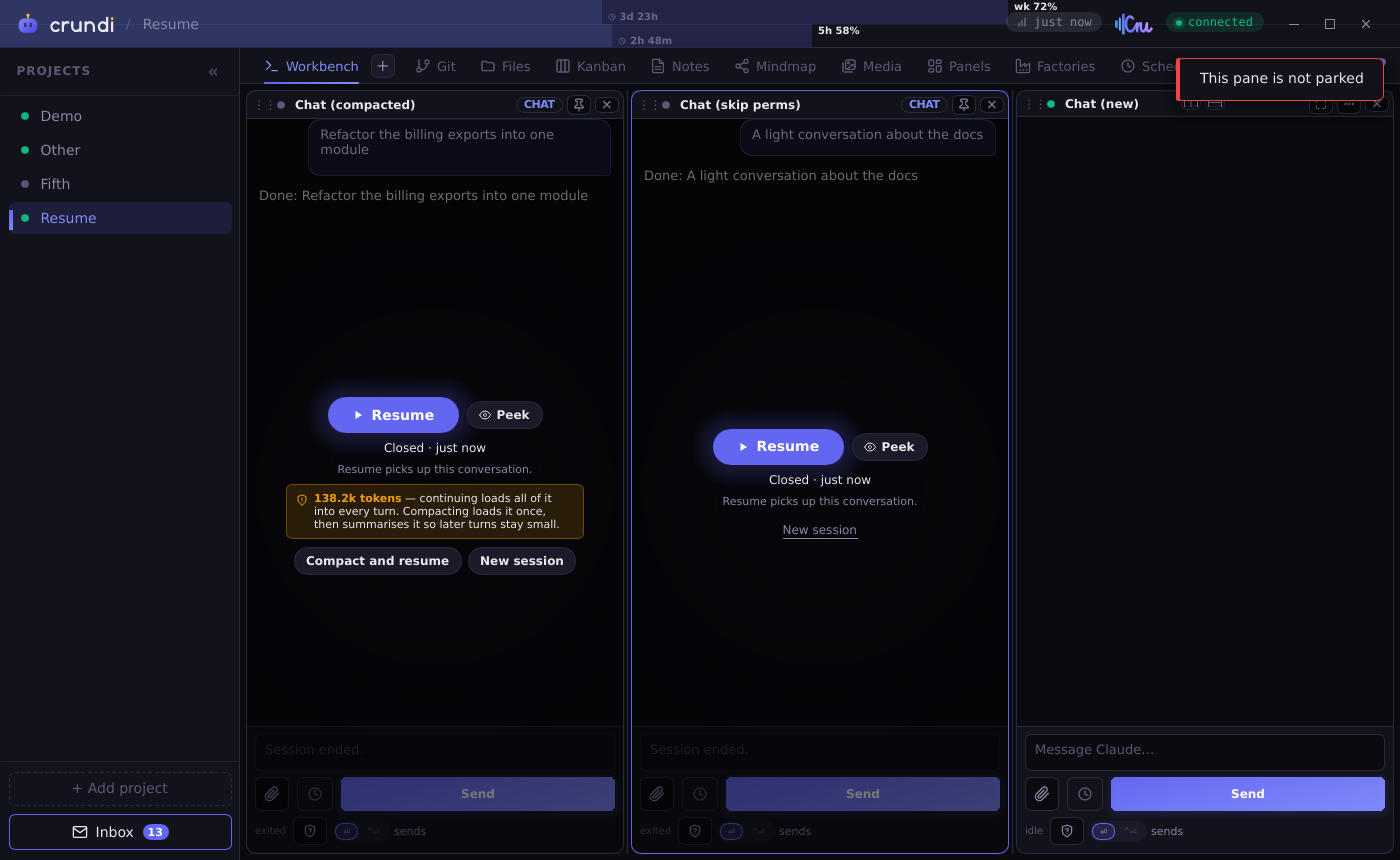 crundi / Resume
3d 23h
wk 72%
2h 48m
5h 58%
just now
Cru
connected
PROJECTS
Demo
Other
Fifth
Resume
+ Add project
Inbox 13
Workbench
Git
Files
Kanban
Notes
Mindmap
Media
Panels
Factories
This pane is not parked
Chat (compacted)
CHAT
Refactor the billing exports into one
module
Done: Refactor the billing exports into one module
Resume
Peek
Closed · just now
Resume picks up this conversation.
138.2k tokens — continuing loads all of it
into every turn. Compacting loads it once,
then summarises it so later turns stay small.
Compact and resume
New session
Session ended.
Send
exited
sends
Chat (skip perms)
CHAT
A light conversation about the docs
Done: A light conversation about the docs
Resume
Peek
Closed · just now
Resume picks up this conversation.
New session
Session ended.
Send
exited
sends
Chat (new)
Message Claude...
Send
idle
sends